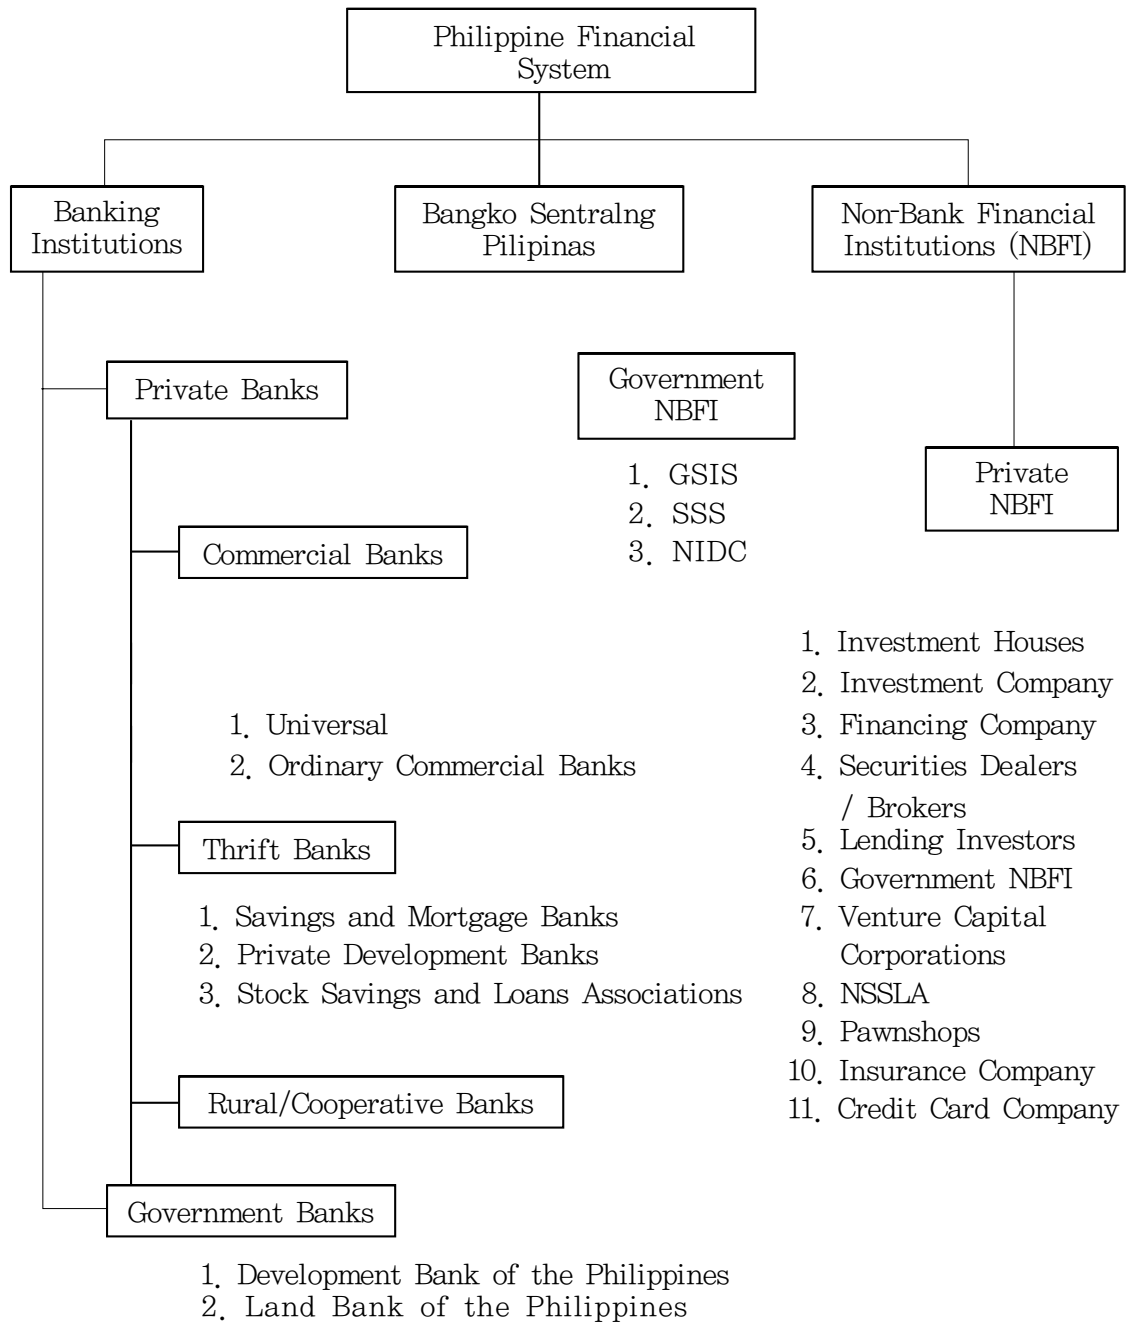 Philippine Financial
System
Banking
Institutions
Bangko Sentralng
Pilipinas
Non-Bank Financial
Institutions (NBFI)
Private Banks
Government
NBFI
1. GSIS
2. SSS
3. NIDC
Private
NBFI
Commercial Banks
1. Universal
2. Ordinary Commercial Banks
Thrift Banks
1. Savings and Mortgage Banks
2. Private Development Banks
3. Stock Savings and Loans Associations
Rural/Cooperative Banks
Government Banks
1. Development Bank of the Philippines
2. Land Bank of the Philippines
1. Investment Houses
2. Investment Company
3. Financing Company
4. Securities Dealers
/ Brokers
5. Lending Investors
6. Government NBFI
7. Venture Capital
Corporations
8. NSSLA
9. Pawnshops
10. Insurance Company
11. Credit Card Company